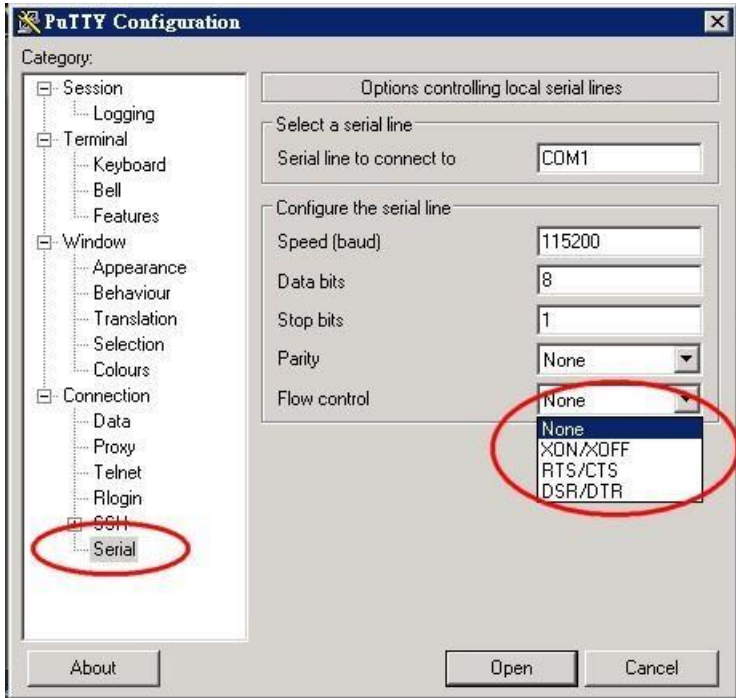 PuTTY Configuration
Category:
Session
Logging
Terminal
Keyboard
Bell
Features
Window
Appearance
Behaviour
Translation
Selection
Colours
Connection
Data
Proxy
Telnet
Rlogin
SSH
Serial
Options controlling local serial lines
Select a serial line
Serial line to connect to COM1
Configure the serial line
Speed (baud) 115200
Data bits 8
Stop bits 1
Parity None
Flow control None
None
XON/XOFF
RTS/CTS
DSR/DTR
About Open Cancel